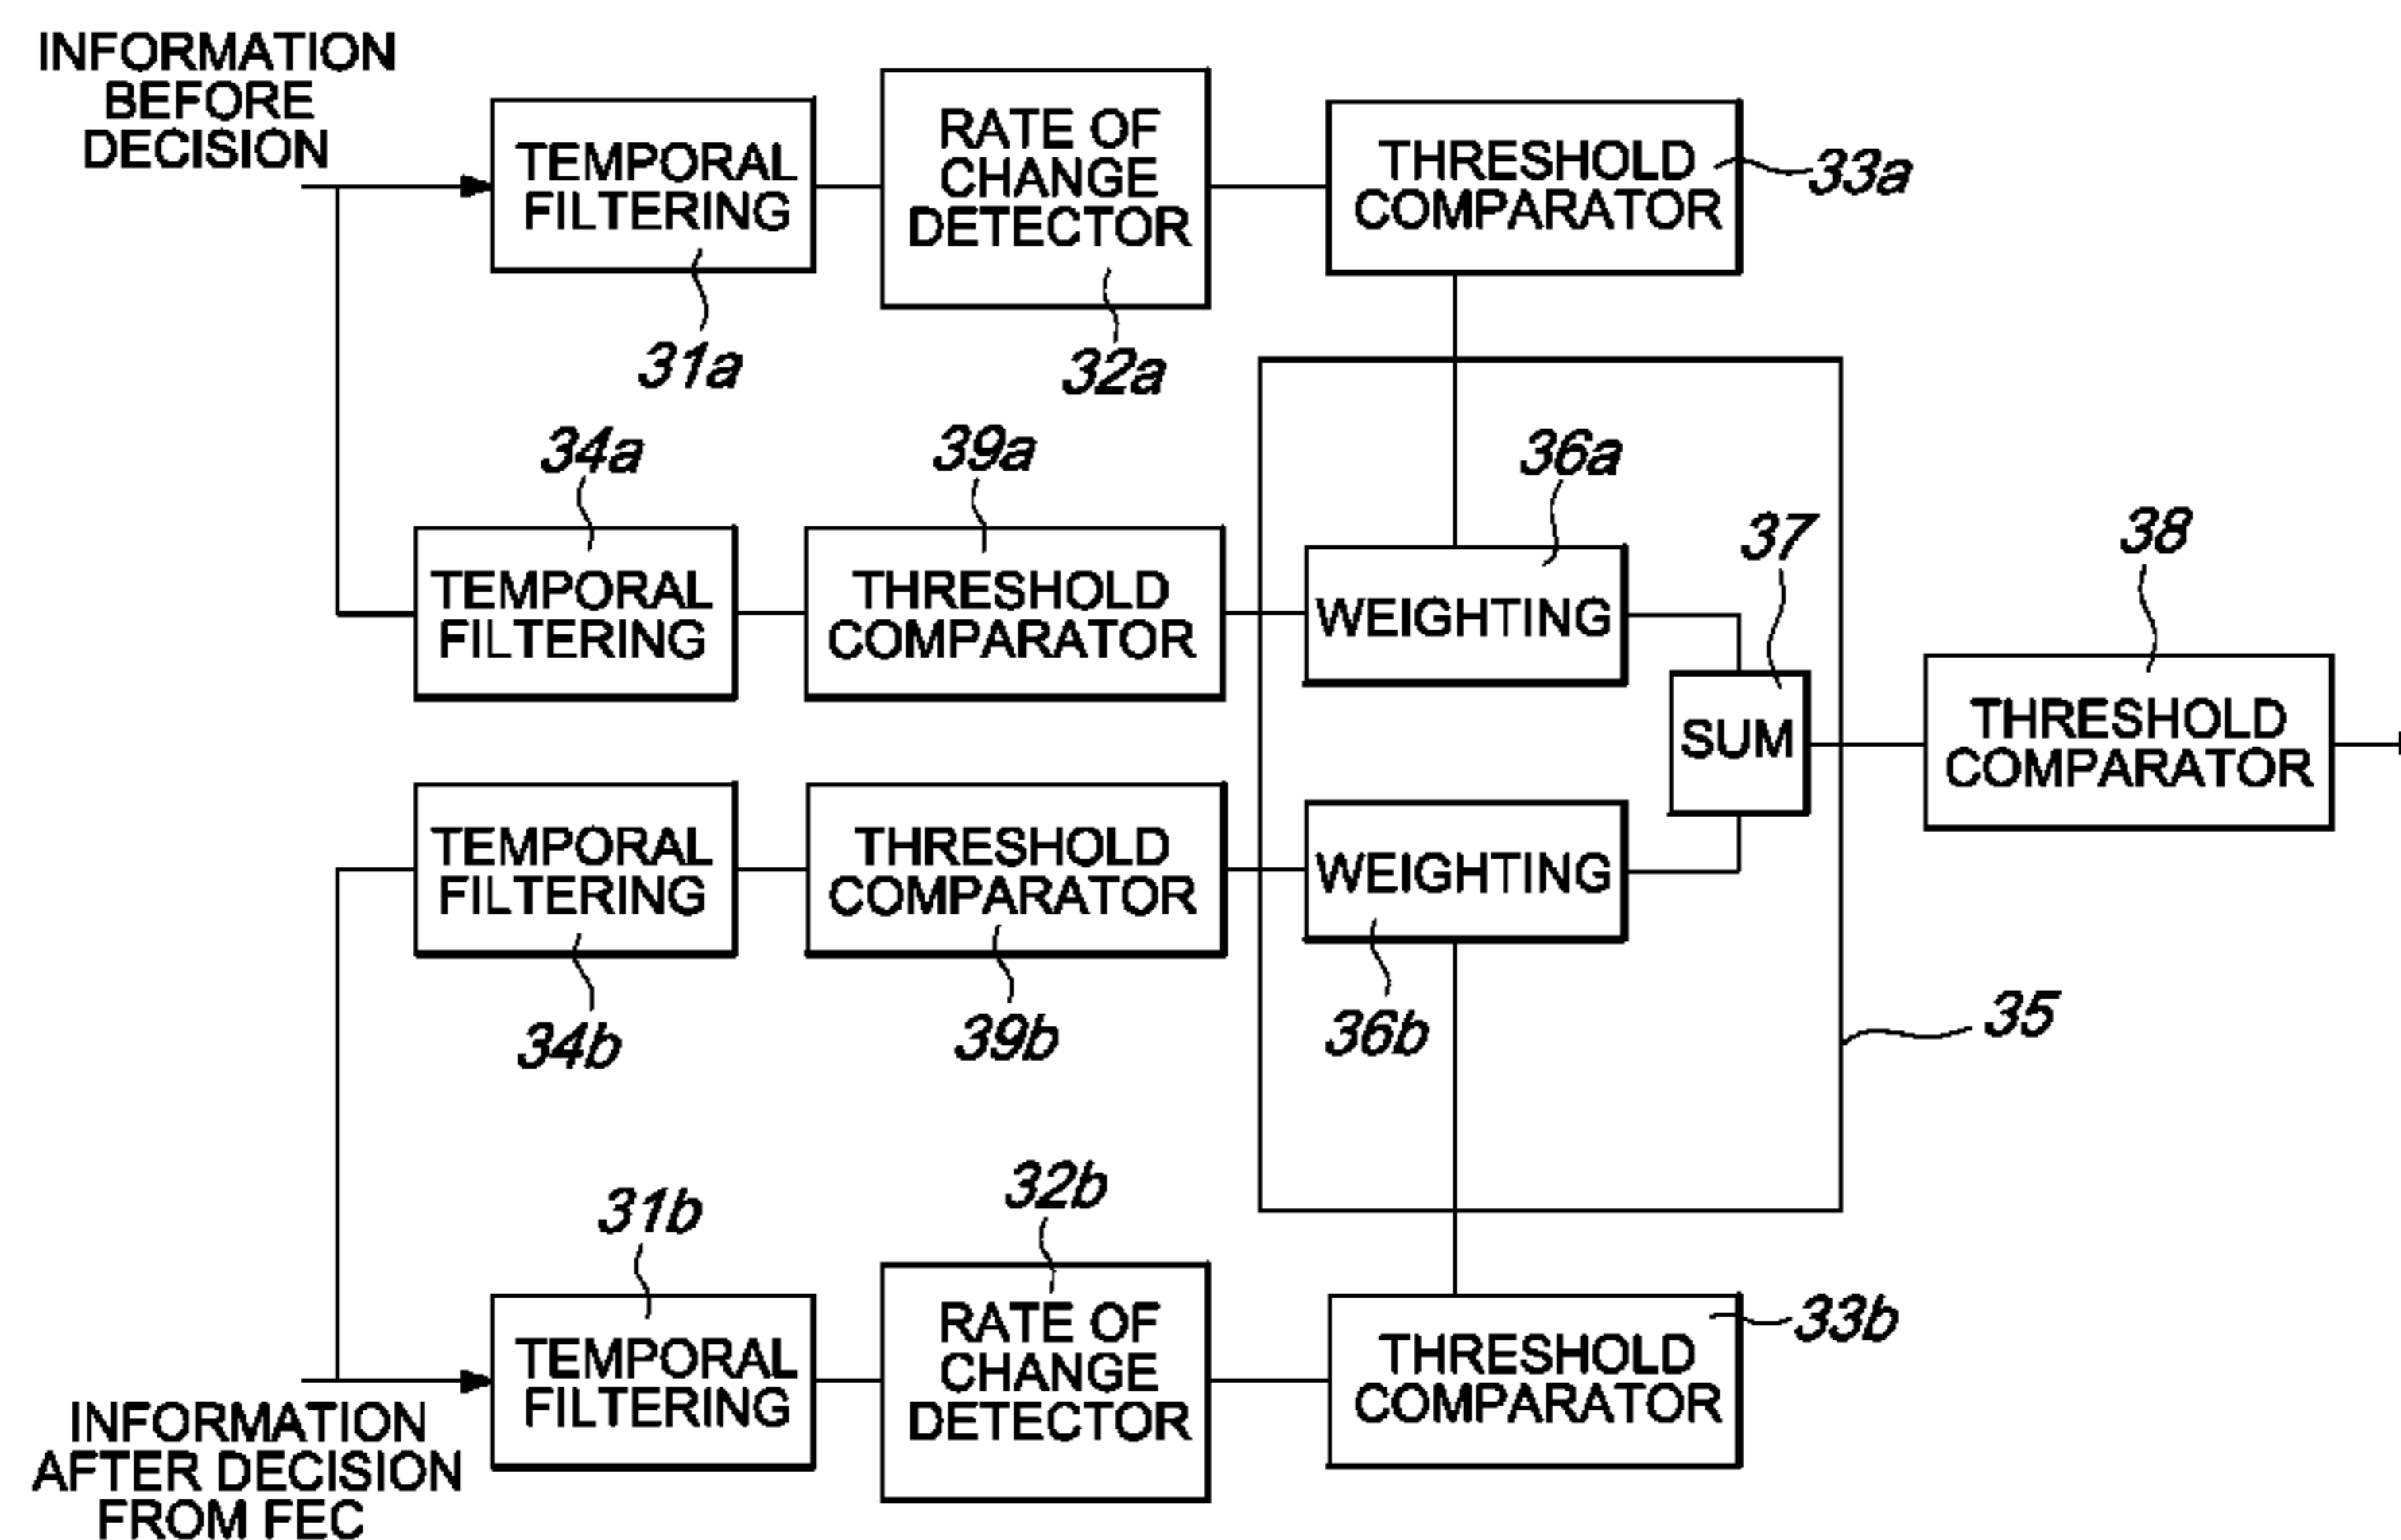 INFORMATION
BEFORE
DECISION
TEMPORAL
FILTERING
31a
RATE OF
CHANGE
DETECTOR
32a
THRESHOLD
COMPARATOR
33a
34a
TEMPORAL
FILTERING
39a
THRESHOLD
COMPARATOR
36a
WEIGHTING
37
SUM
38
THRESHOLD
COMPARATOR
TEMPORAL
FILTERING
34b
THRESHOLD
COMPARATOR
39b
WEIGHTING
36b
35
31b
TEMPORAL
FILTERING
32b
RATE OF
CHANGE
DETECTOR
THRESHOLD
COMPARATOR
33b
INFORMATION
AFTER DECISION
FROM FEC